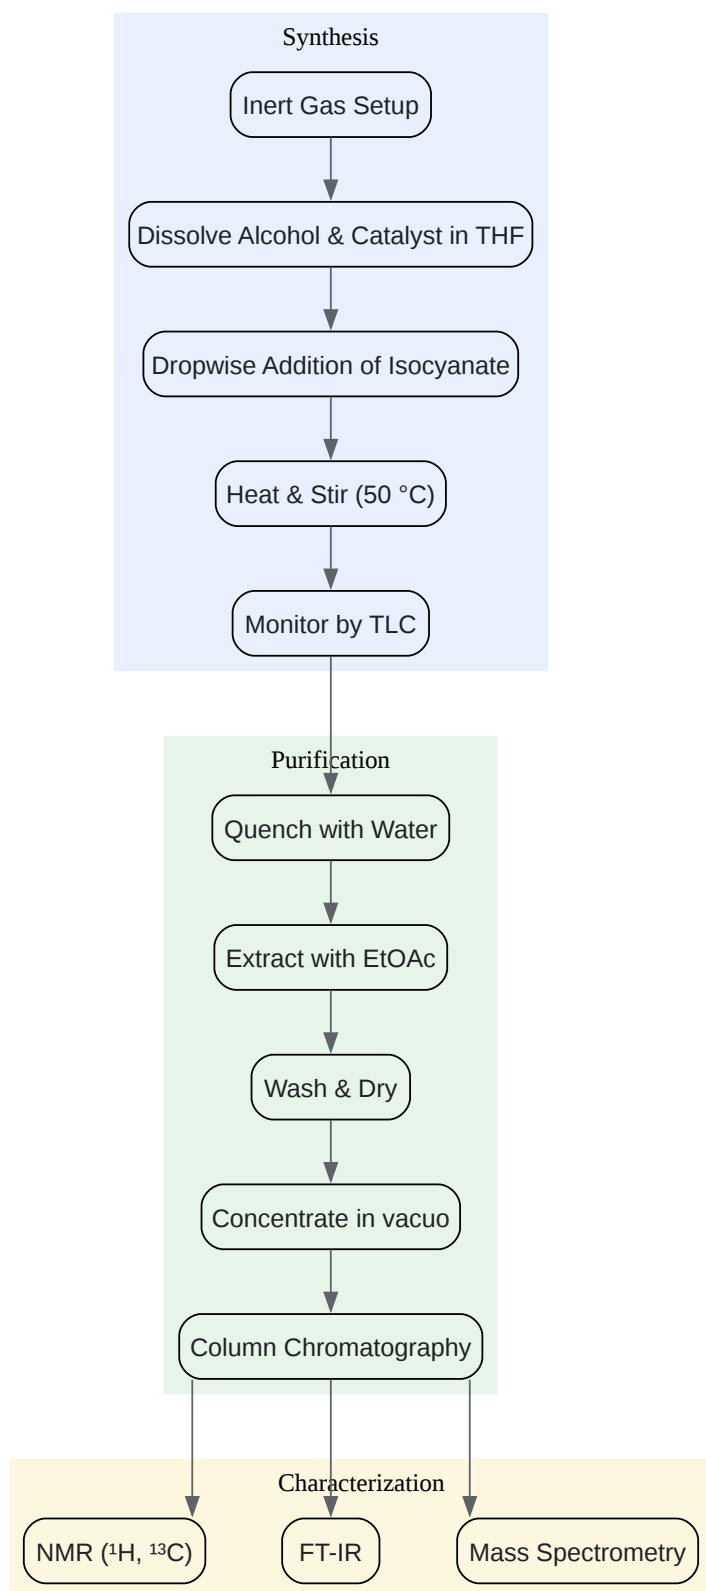 Synthesis
Inert Gas Setup
Dissolve Alcohol & Catalyst in THF
Dropwise Addition of Isocyanate
Heat & Stir (50 °C)
Monitor by TLC
Purification
Quench with Water
Extract with EtOAc
Wash & Dry
Concentrate in vacuo
Column Chromatography
Characterization
NMR (¹H, ¹³C)
FT-IR
Mass Spectrometry